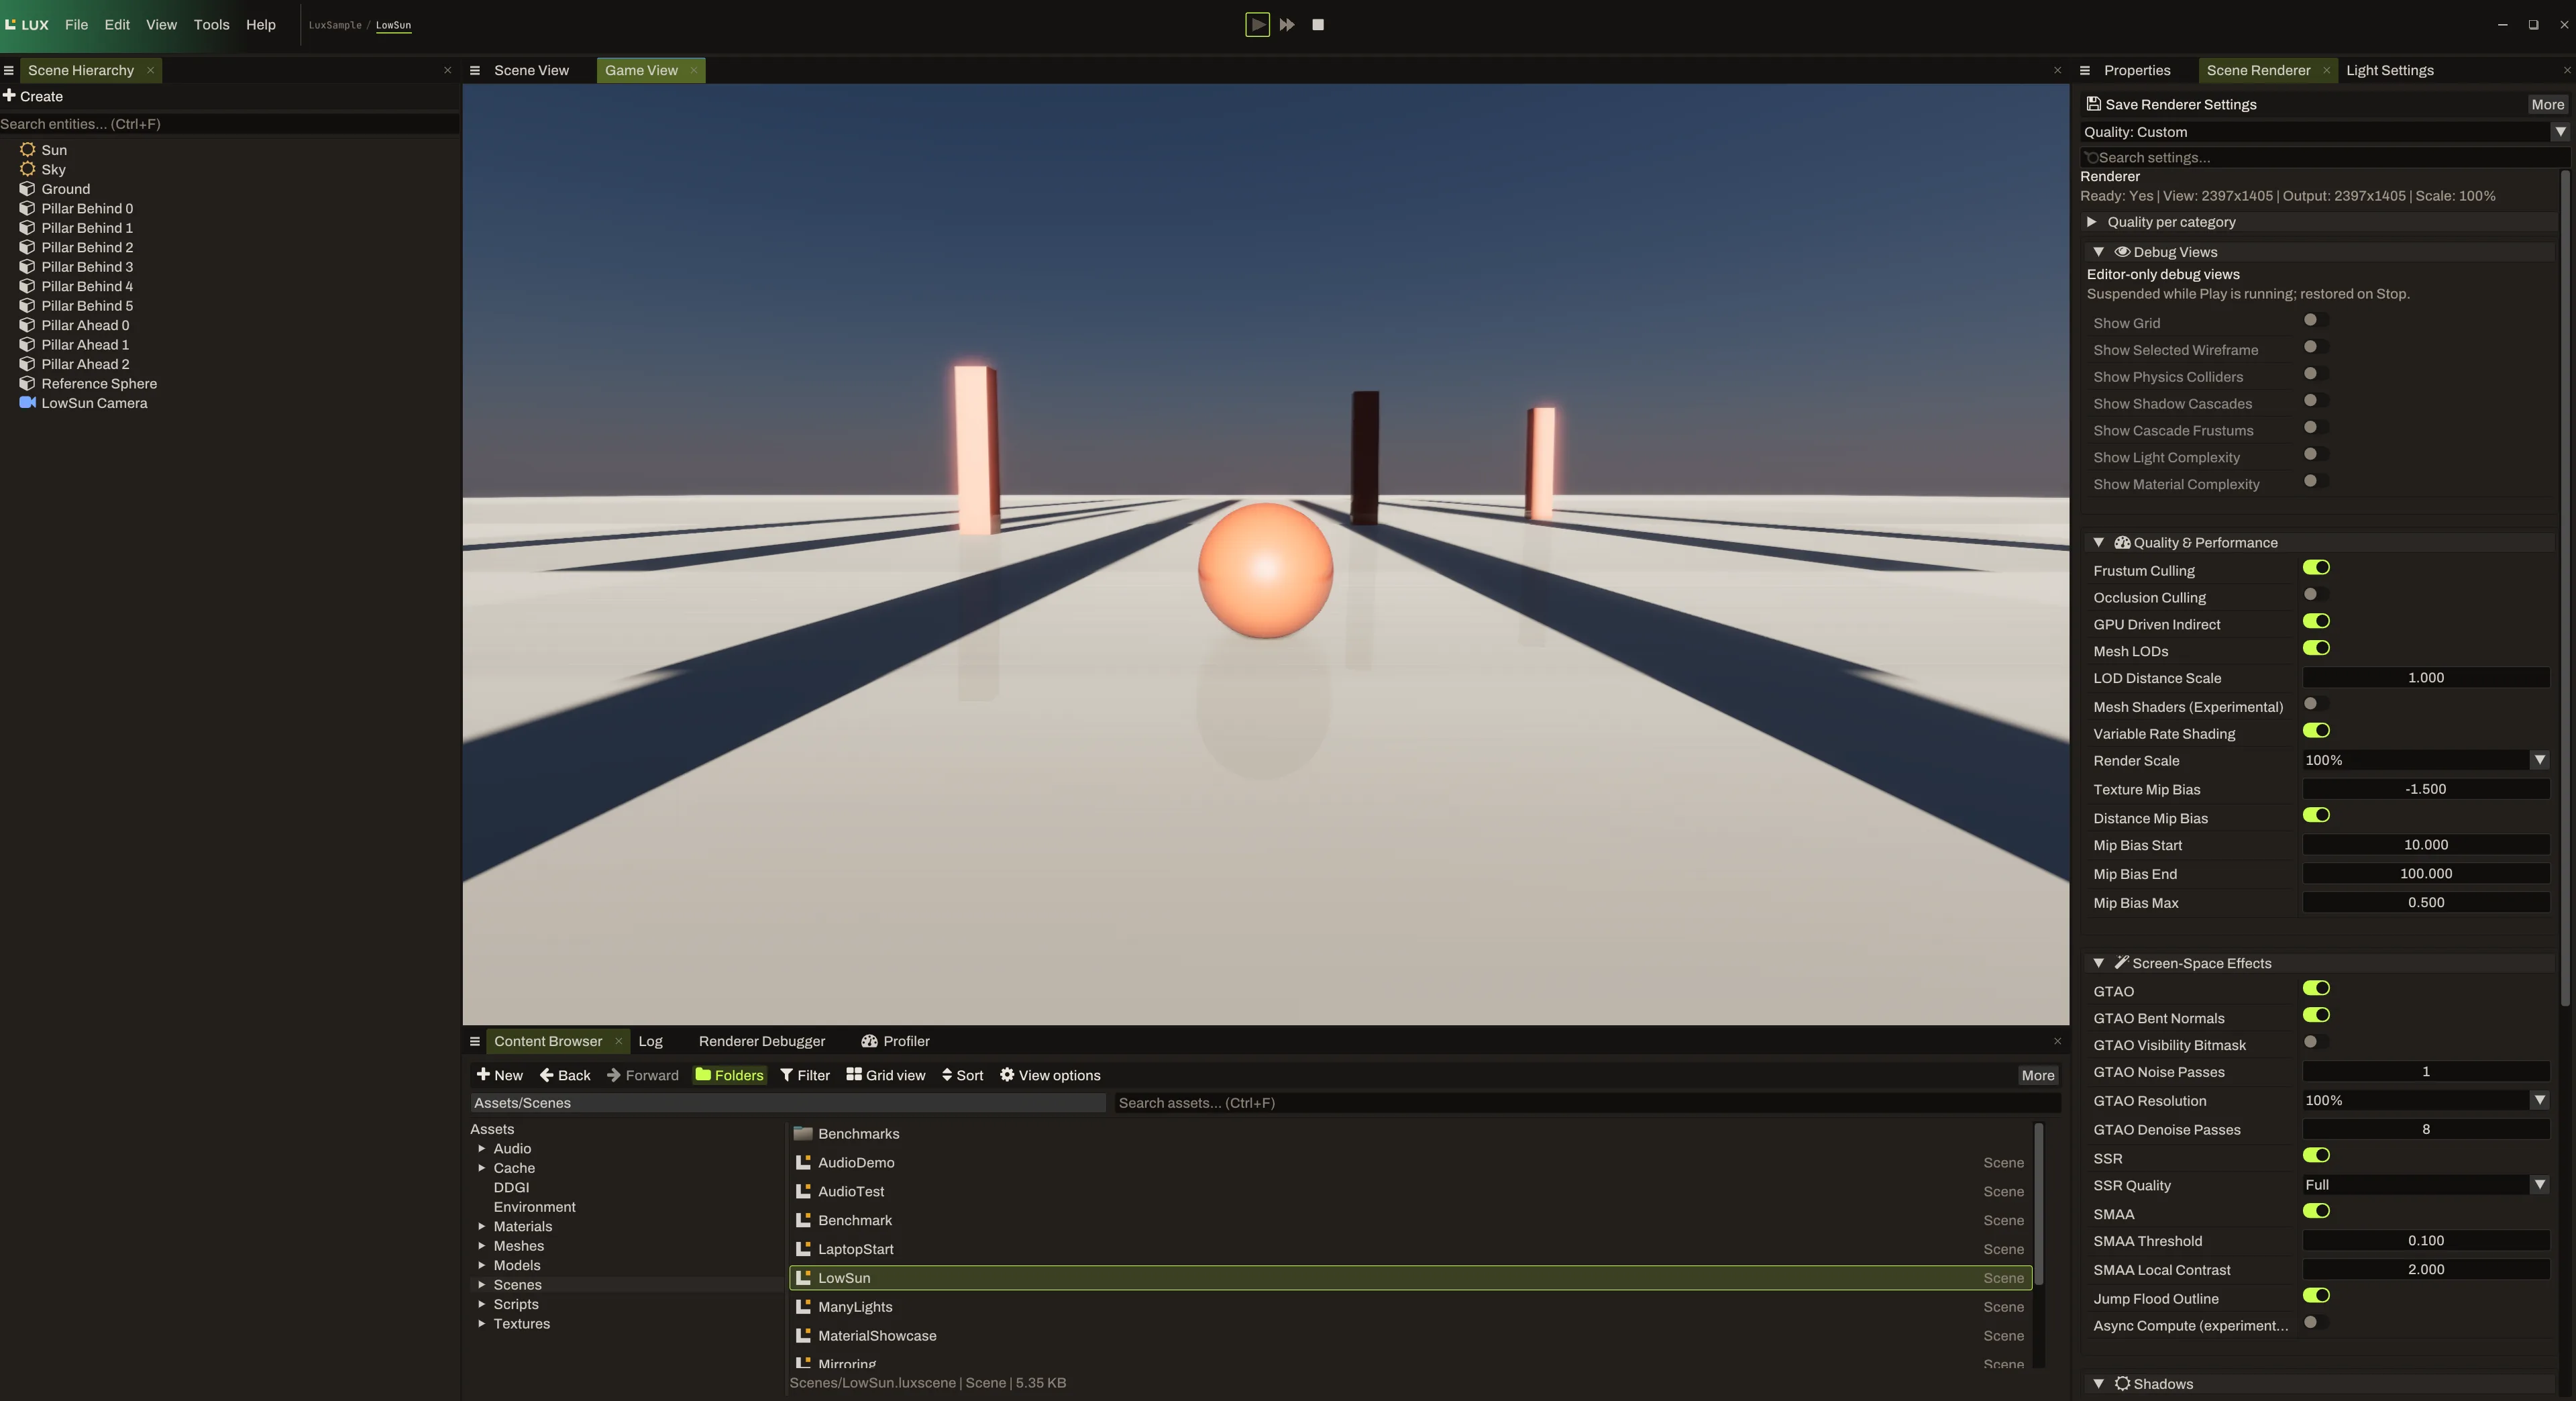 LUX File Edit View Tools Help LuxSample / LowSun
Scene Hierarchy
Create
Search entities... (Ctrl+F)
Sun
Sky
Ground
Pillar Behind 0
Pillar Behind 1
Pillar Behind 2
Pillar Behind 3
Pillar Behind 4
Pillar Behind 5
Pillar Ahead 0
Pillar Ahead 1
Pillar Ahead 2
Reference Sphere
LowSun Camera
Scene View Game View
Content Browser Log Renderer Debugger Profiler
New Back Forward Folders Filter Grid view Sort View options More
Assets/Scenes Search assets... (Ctrl+F)
Assets
Audio
Cache
DDGI
Environment
Materials
Meshes
Models
Scenes
Scripts
Textures
Benchmarks
AudioDemo Scene
AudioTest Scene
Benchmark Scene
LaptopStart Scene
LowSun Scene
ManyLights Scene
MaterialShowcase Scene
Mirroring Scene
Scenes/LowSun.luxscene | Scene | 5.35 KB
Properties Scene Renderer Light Settings
Save Renderer Settings More
Quality: Custom
Search settings...
Renderer
Ready: Yes | View: 2397x1405 | Output: 2397x1405 | Scale: 100%
Quality per category
Debug Views
Editor-only debug views
Suspended while Play is running; restored on Stop.
Show Grid
Show Selected Wireframe
Show Physics Colliders
Show Shadow Cascades
Show Cascade Frustums
Show Light Complexity
Show Material Complexity
Quality & Performance
Frustum Culling
Occlusion Culling
GPU Driven Indirect
Mesh LODs
LOD Distance Scale 1.000
Mesh Shaders (Experimental)
Variable Rate Shading
Render Scale 100%
Texture Mip Bias -1.500
Distance Mip Bias
Mip Bias Start 10.000
Mip Bias End 100.000
Mip Bias Max 0.500
Screen-Space Effects
GTAO
GTAO Bent Normals
GTAO Visibility Bitmask
GTAO Noise Passes 1
GTAO Resolution 100%
GTAO Denoise Passes 8
SSR
SSR Quality Full
SMAA
SMAA Threshold 0.100
SMAA Local Contrast 2.000
Jump Flood Outline
Async Compute (experiment...
Shadows